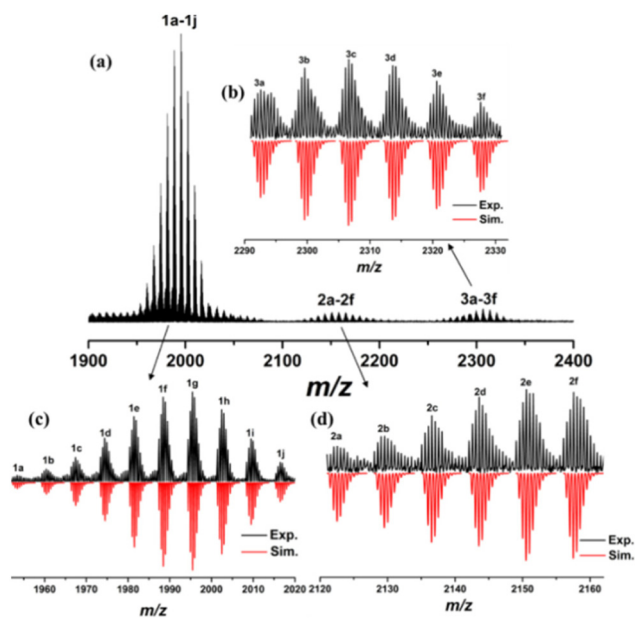 1a-1j
(a)
(b)
3a 3b 3c 3d 3e 3f
Exp.
Sim.
2290 2300 2310 2320 2330
m/z
2a-2f
3a-3f
1900 2000 2100 2200 2300 2400
m/z
(c)
1a 1b 1c 1d 1e 1f 1g 1h 1i 1j
Exp.
Sim.
1960 1970 1980 1990 2000 2010 2020
m/z
(d)
2a 2b 2c 2d 2e 2f
Exp.
Sim.
2120 2130 2140 2150 2160
m/z